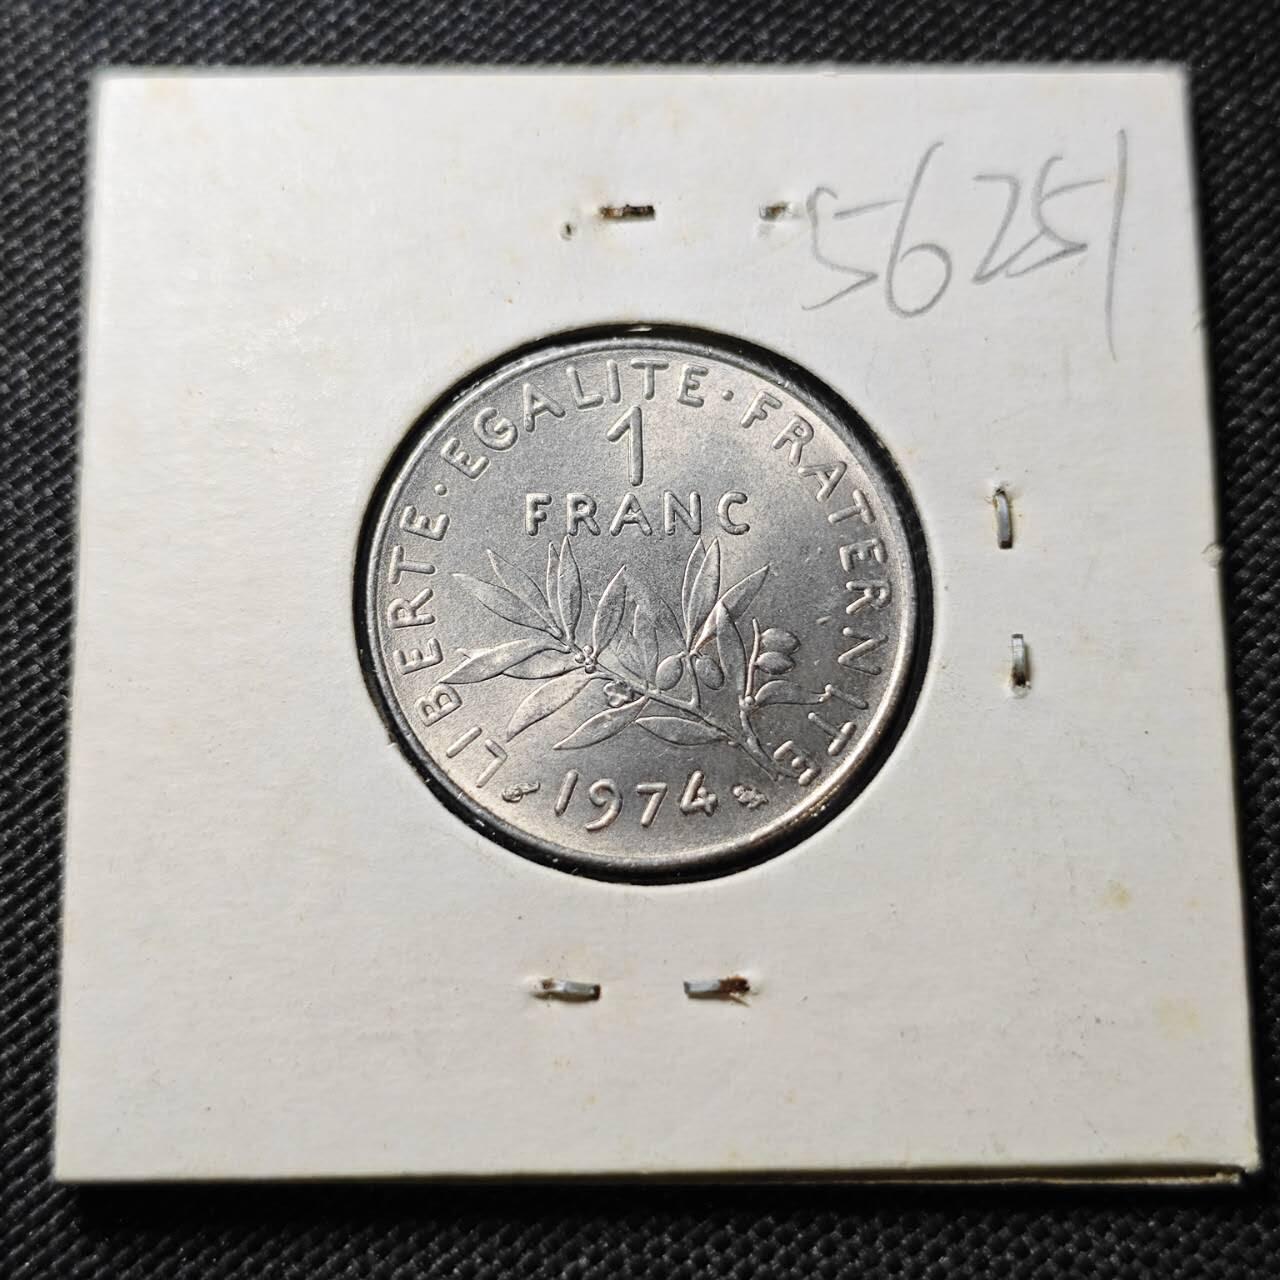 56251
LIBERTE · EGALITE · FRATERNITE
1
FRANC
1974